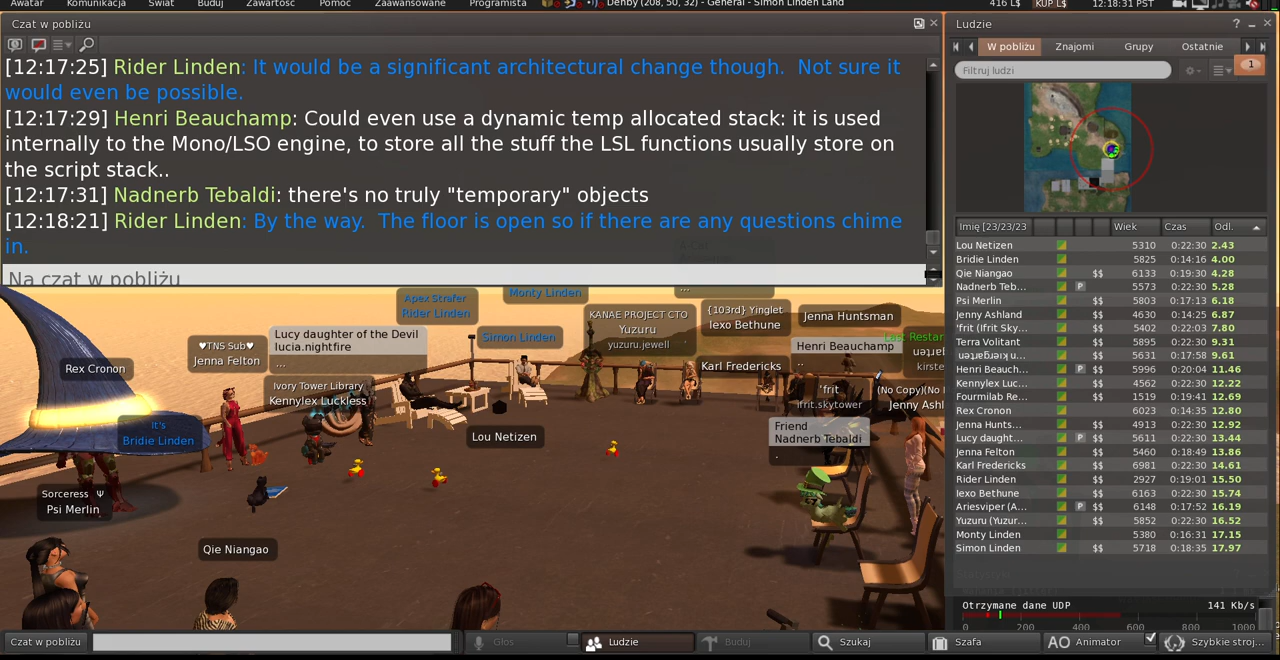 Awatar Komunikacja Świat Buduj Zawartość Pomoc Zaawansowane Programista Denby (208, 50, 32) - General - Simon Linden Land 416 L$ KUP L$ 12:18:31 PST
Czat w pobliżu
[12:17:25] Rider Linden: It would be a significant architectural change though. Not sure it
would even be possible.
[12:17:29] Henri Beauchamp: Could even use a dynamic temp allocated stack: it is used
internally to the Mono/LSO engine, to store all the stuff the LSL functions usually store on
the script stack..
[12:17:31] Nadnerb Tebaldi: there's no truly "temporary" objects
[12:18:21] Rider Linden: By the way. The floor is open so if there are any questions chime
in.
Na czat w pobliżu
Apex Strafer
Rider Linden
Monty Linden
Simon Linden
...
KANAE PROJECT CTO
Yuzuru
yuzuru.jewell
{103rd} Yinglet
Iexo Bethune
Jenna Huntsman
Last Restar
Henri Beauchamp
..
kirste
Karl Fredericks
♥TNS Sub♥
Jenna Felton
Lucy daughter of the Devil
lucia.nightfire
...
Rex Cronon
Ivory Tower Library
Kennylex Luckless
'frit
ifrit.skytower
(No Copy)(No
Jenny Ashl
It's
Bridie Linden
Lou Netizen
Friend
Nadnerb Tebaldi
.
Sorceress Ψ
Psi Merlin
Qie Niangao
Ludzie
? _ ×
W pobliżu Znajomi Grupy Ostatnie
Filtruj ludzi
1
Imię [23/23/23 Wiek Czas Odl.
Lou Netizen 5310 0:22:30 2.43
Bridie Linden 5825 0:14:16 4.00
Qie Niangao $$ 6133 0:19:30 4.28
Nadnerb Teb... P 5573 0:22:30 5.28
Psi Merlin $$ 5803 0:17:13 6.18
Jenny Ashland $$ 4630 0:14:25 6.87
'frit (Ifrit Sky... $$ 5402 0:22:03 7.80
Terra Volitant $$ 5895 0:22:30 9.31
$$ 5631 0:17:58 9.61
Henri Beauch... P $$ 5996 0:20:04 11.46
Kennylex Luc... $$ 4562 0:22:30 12.22
Fourmilab Re... $$ 1519 0:19:41 12.69
Rex Cronon 6023 0:14:35 12.80
Jenna Hunts... $$ 4913 0:22:30 12.92
Lucy daught... P $$ 5611 0:22:30 13.44
Jenna Felton $$ 5460 0:18:49 13.86
Karl Fredericks $$ 6981 0:22:30 14.61
Rider Linden $$ 2927 0:19:01 15.50
Iexo Bethune $$ 6163 0:22:30 15.74
Ariesviper (A... P $$ 6148 0:17:52 16.19
Yuzuru (Yuzur... $$ 5852 0:22:30 16.52
Monty Linden 5380 0:16:31 17.15
Simon Linden $$ 5718 0:18:35 17.97
Otrzymane dane UDP 141 Kb/s
0 200 400 600 800 1000
Czat w pobliżu Głos Ludzie Buduj Szukaj Szafa AO Animator Szybkie stroj...